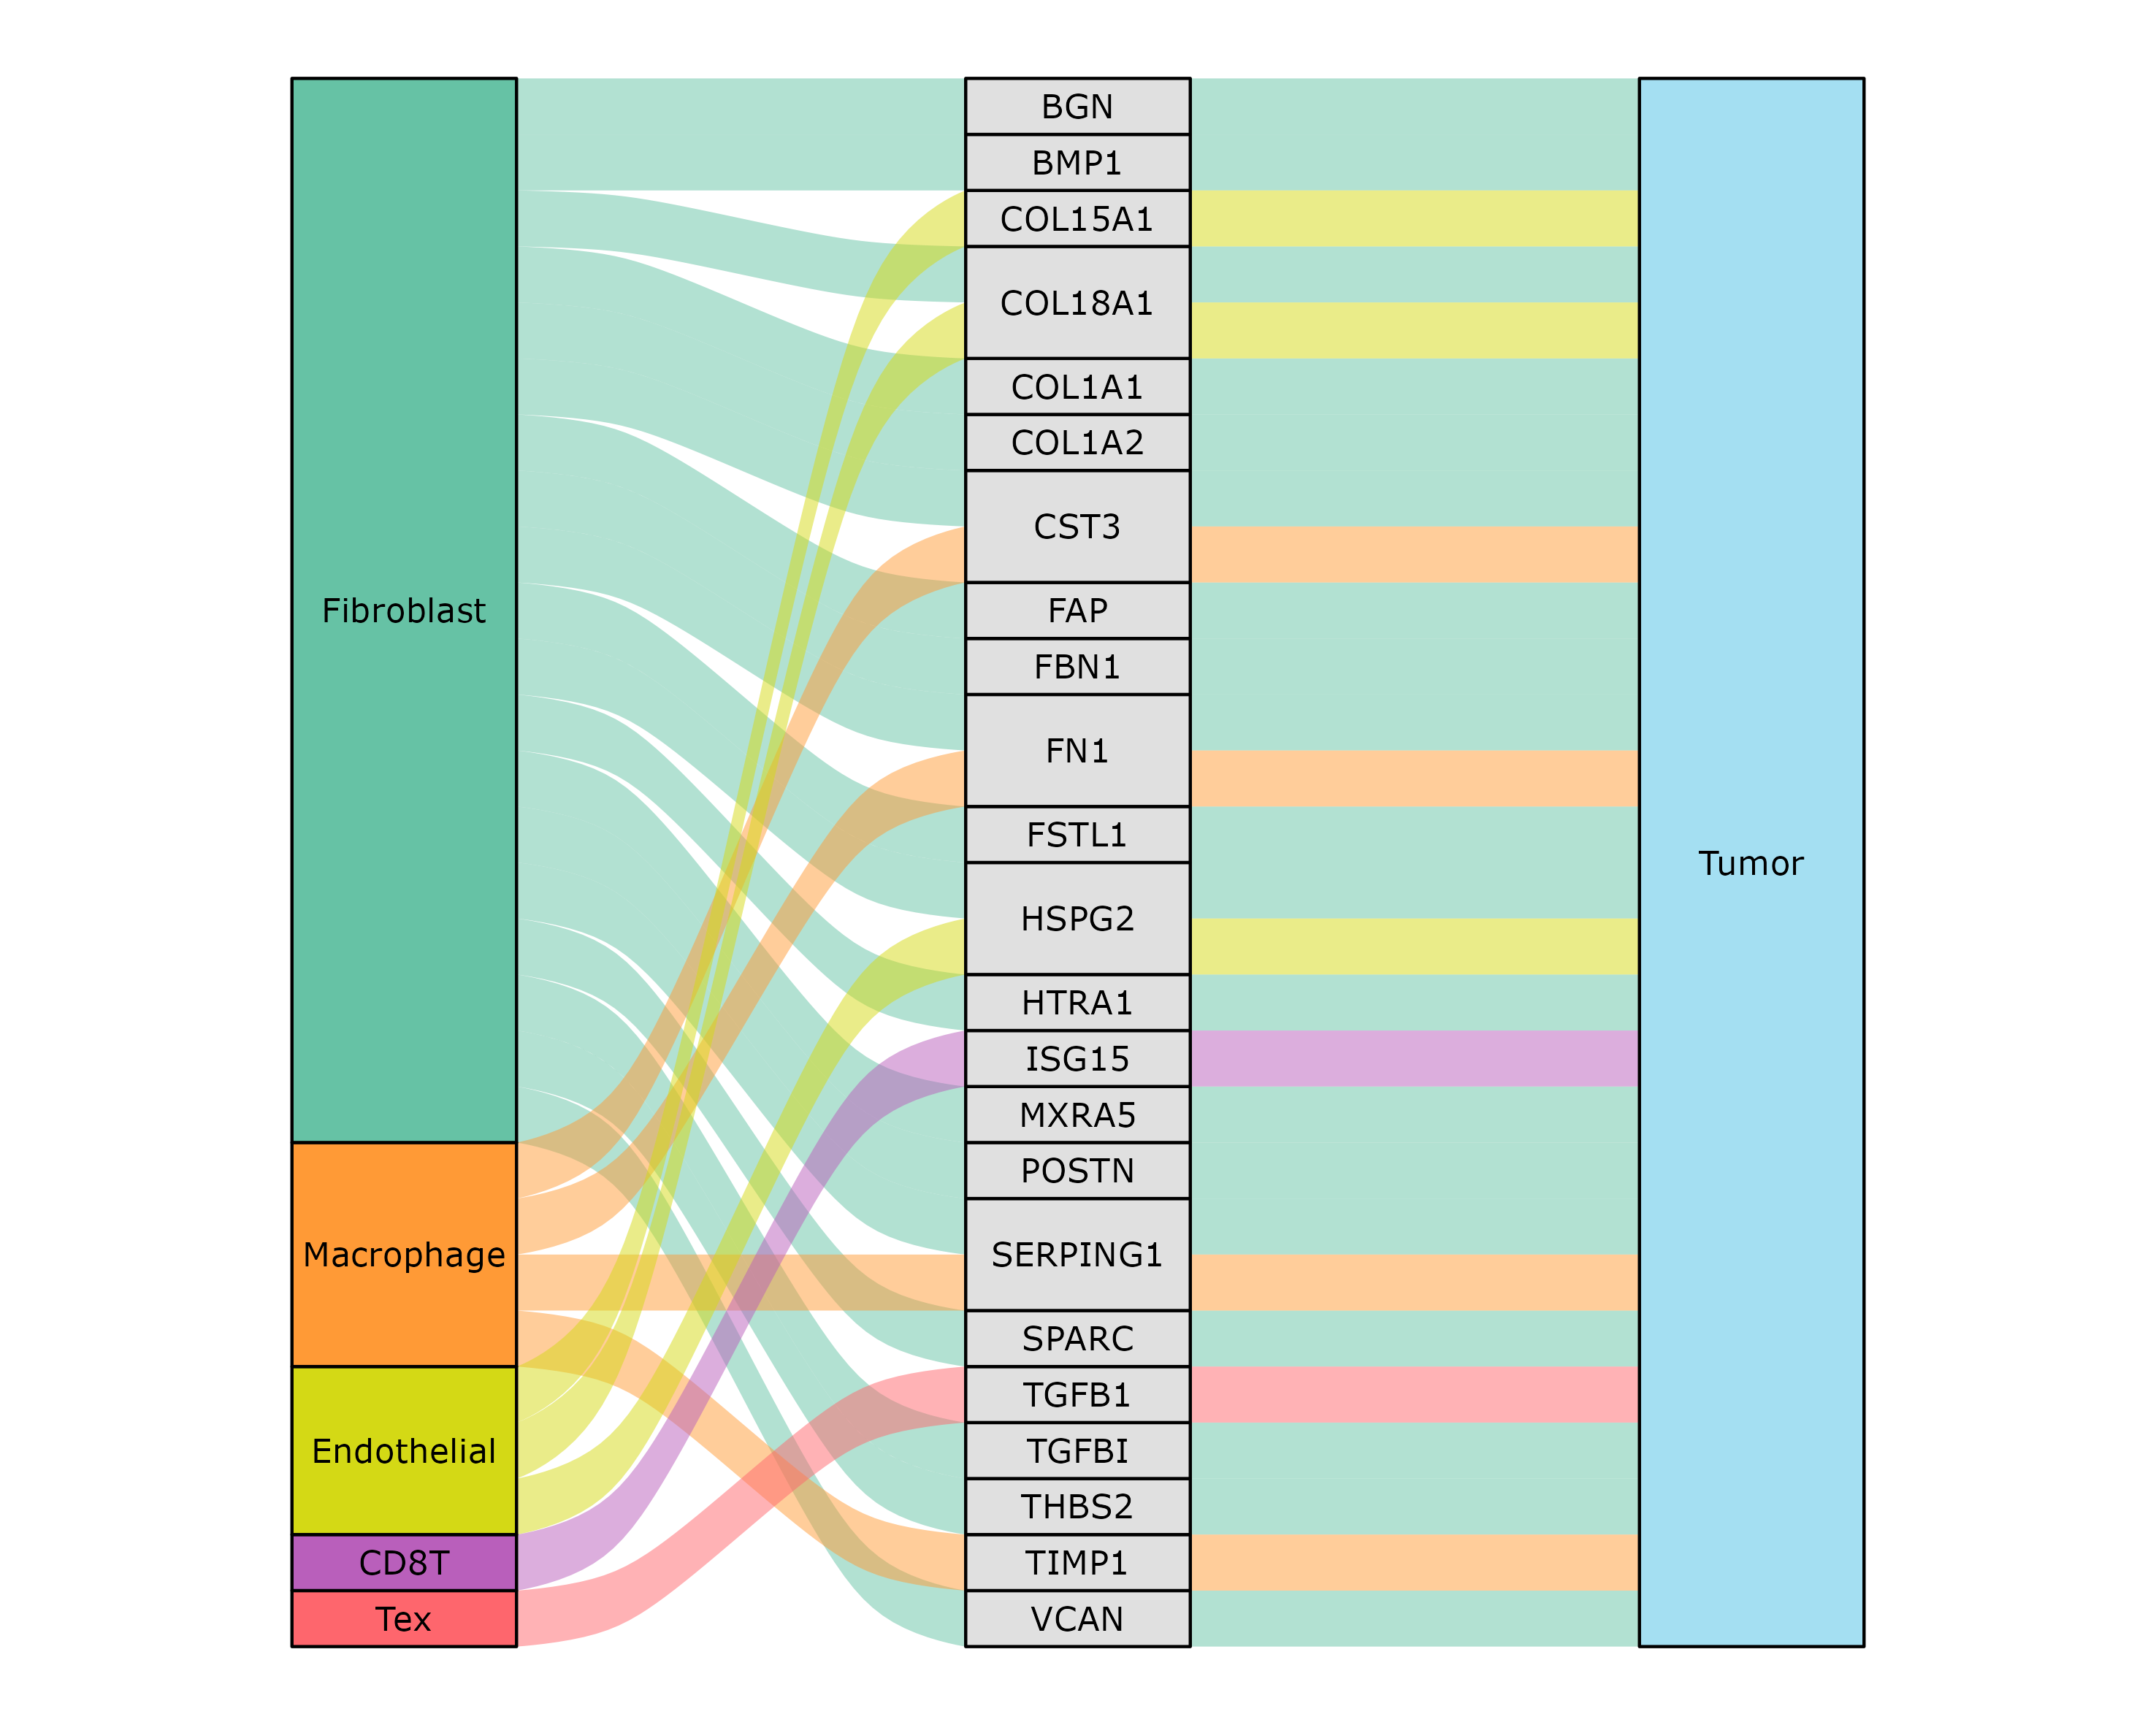 Fibroblast
Macrophage
Endothelial
CD8T
Tex
BGN
BMP1
COL15A1
COL18A1
COL1A1
COL1A2
CST3
FAP
FBN1
FN1
FSTL1
HSPG2
HTRA1
ISG15
MXRA5
POSTN
SERPING1
SPARC
TGFB1
TGFBI
THBS2
TIMP1
VCAN
Tumor